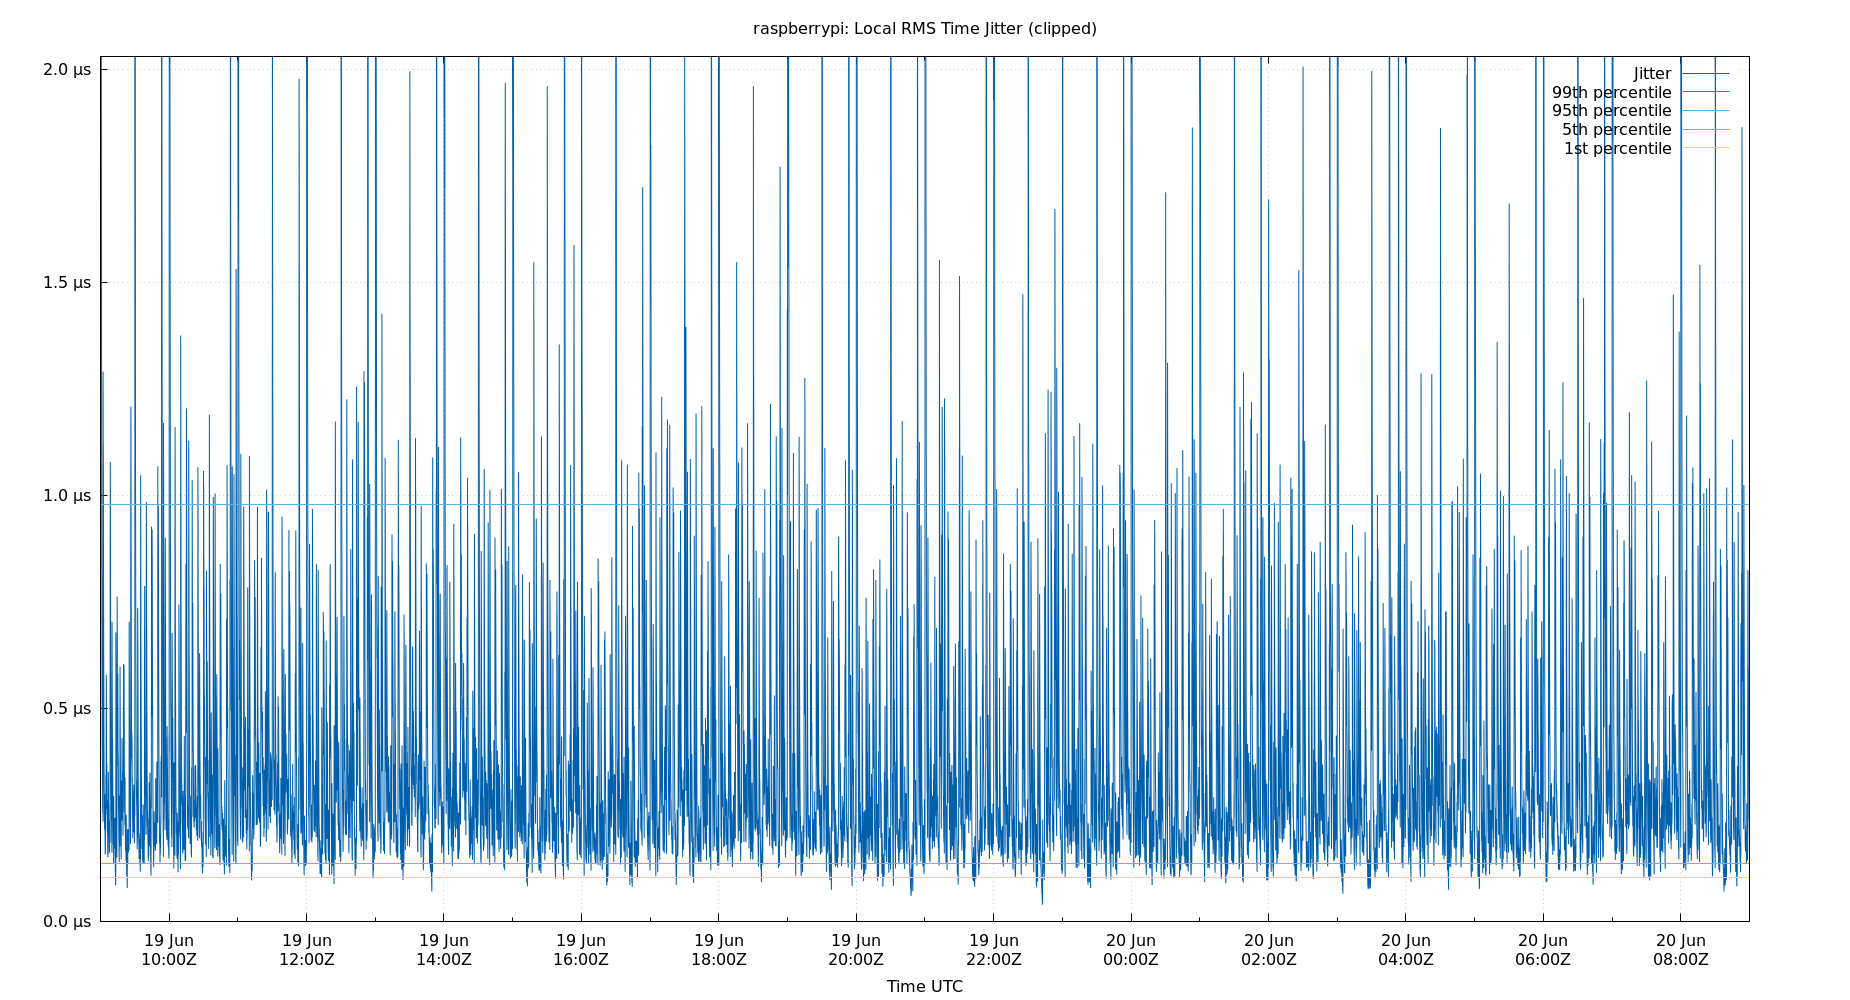 raspberrypi: Local RMS Time Jitter (clipped)
2.0 µs
1.5 µs
1.0 µs
0.5 µs
0.0 µs
Jitter
99th percentile
95th percentile
5th percentile
1st percentile
19 Jun 19 Jun 19 Jun 19 Jun 19 Jun 19 Jun 19 Jun 20 Jun 20 Jun 20 Jun 20 Jun 20 Jun
10:00Z 12:00Z 14:00Z 16:00Z 18:00Z 20:00Z 22:00Z 00:00Z 02:00Z 04:00Z 06:00Z 08:00Z
Time UTC